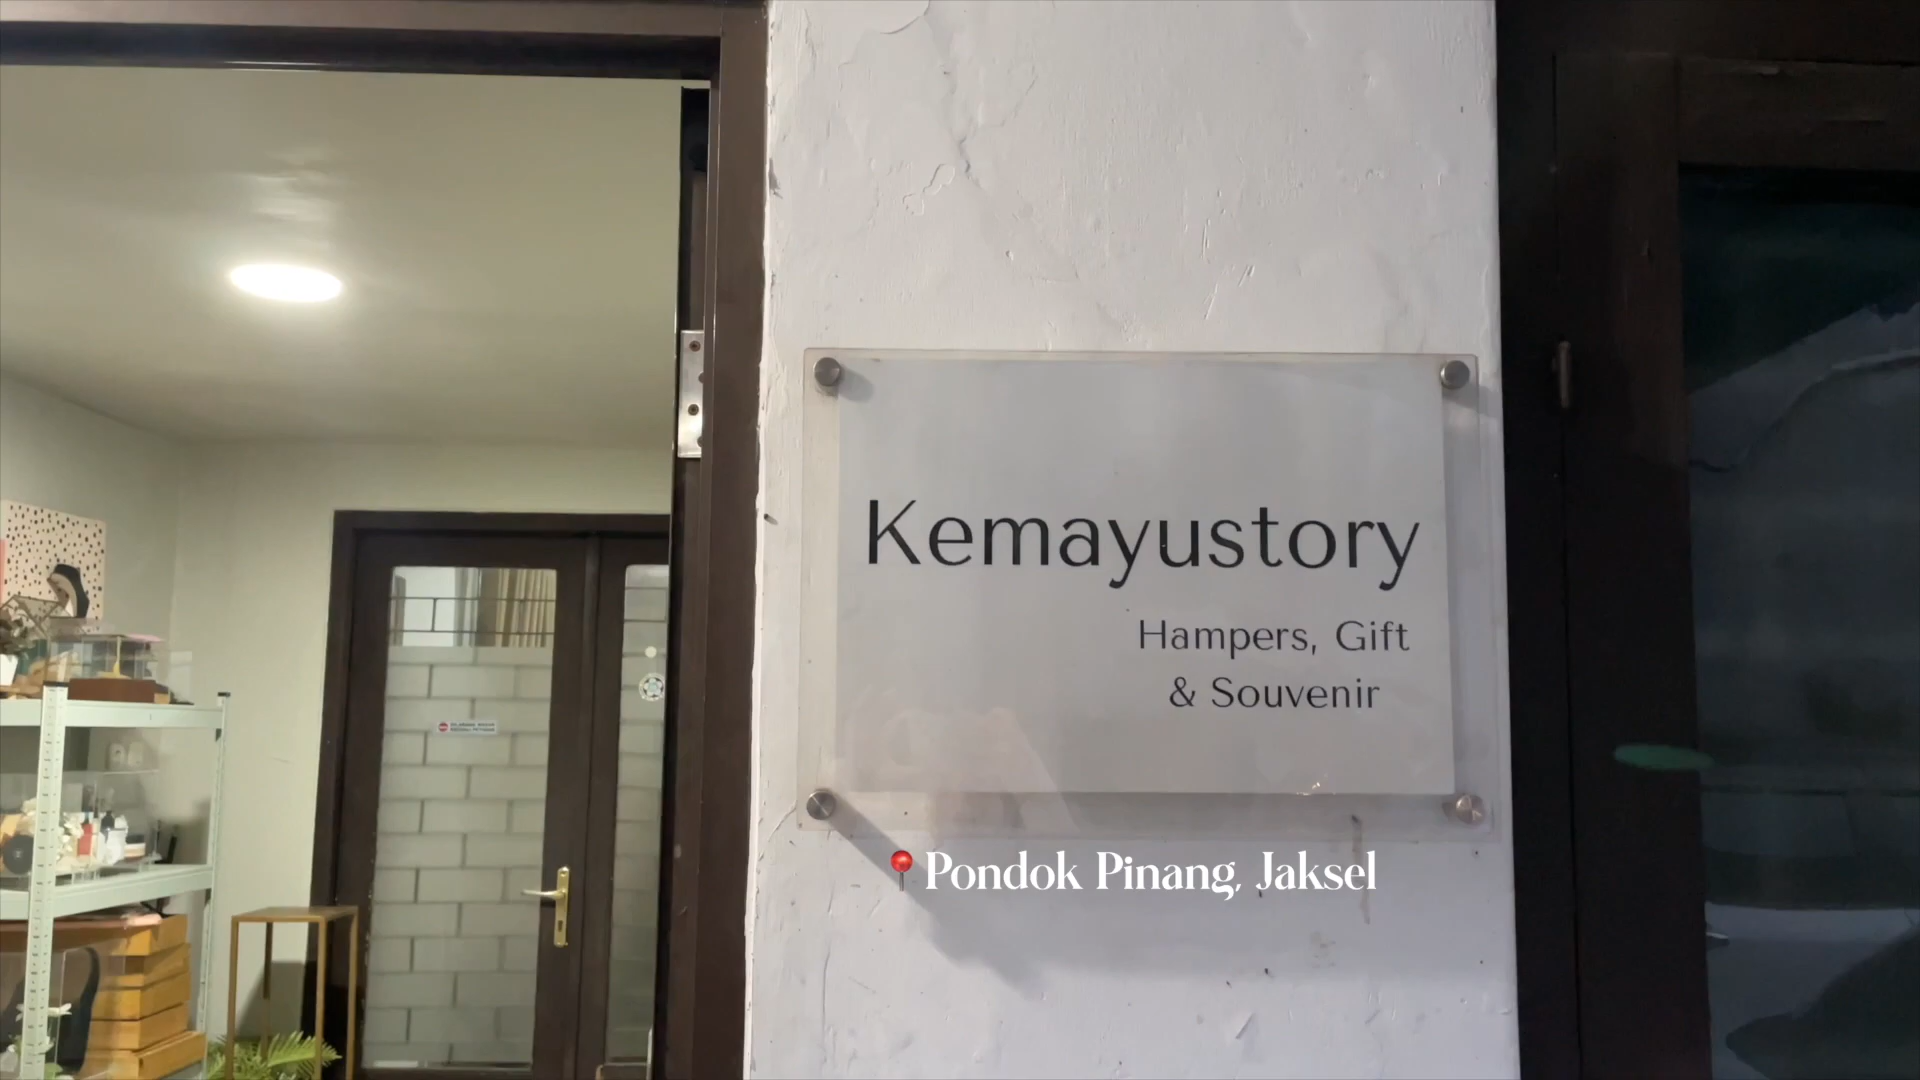 Kemayustory
Hampers, Gift
& Souvenir
Pondok Pinang, Jaksel